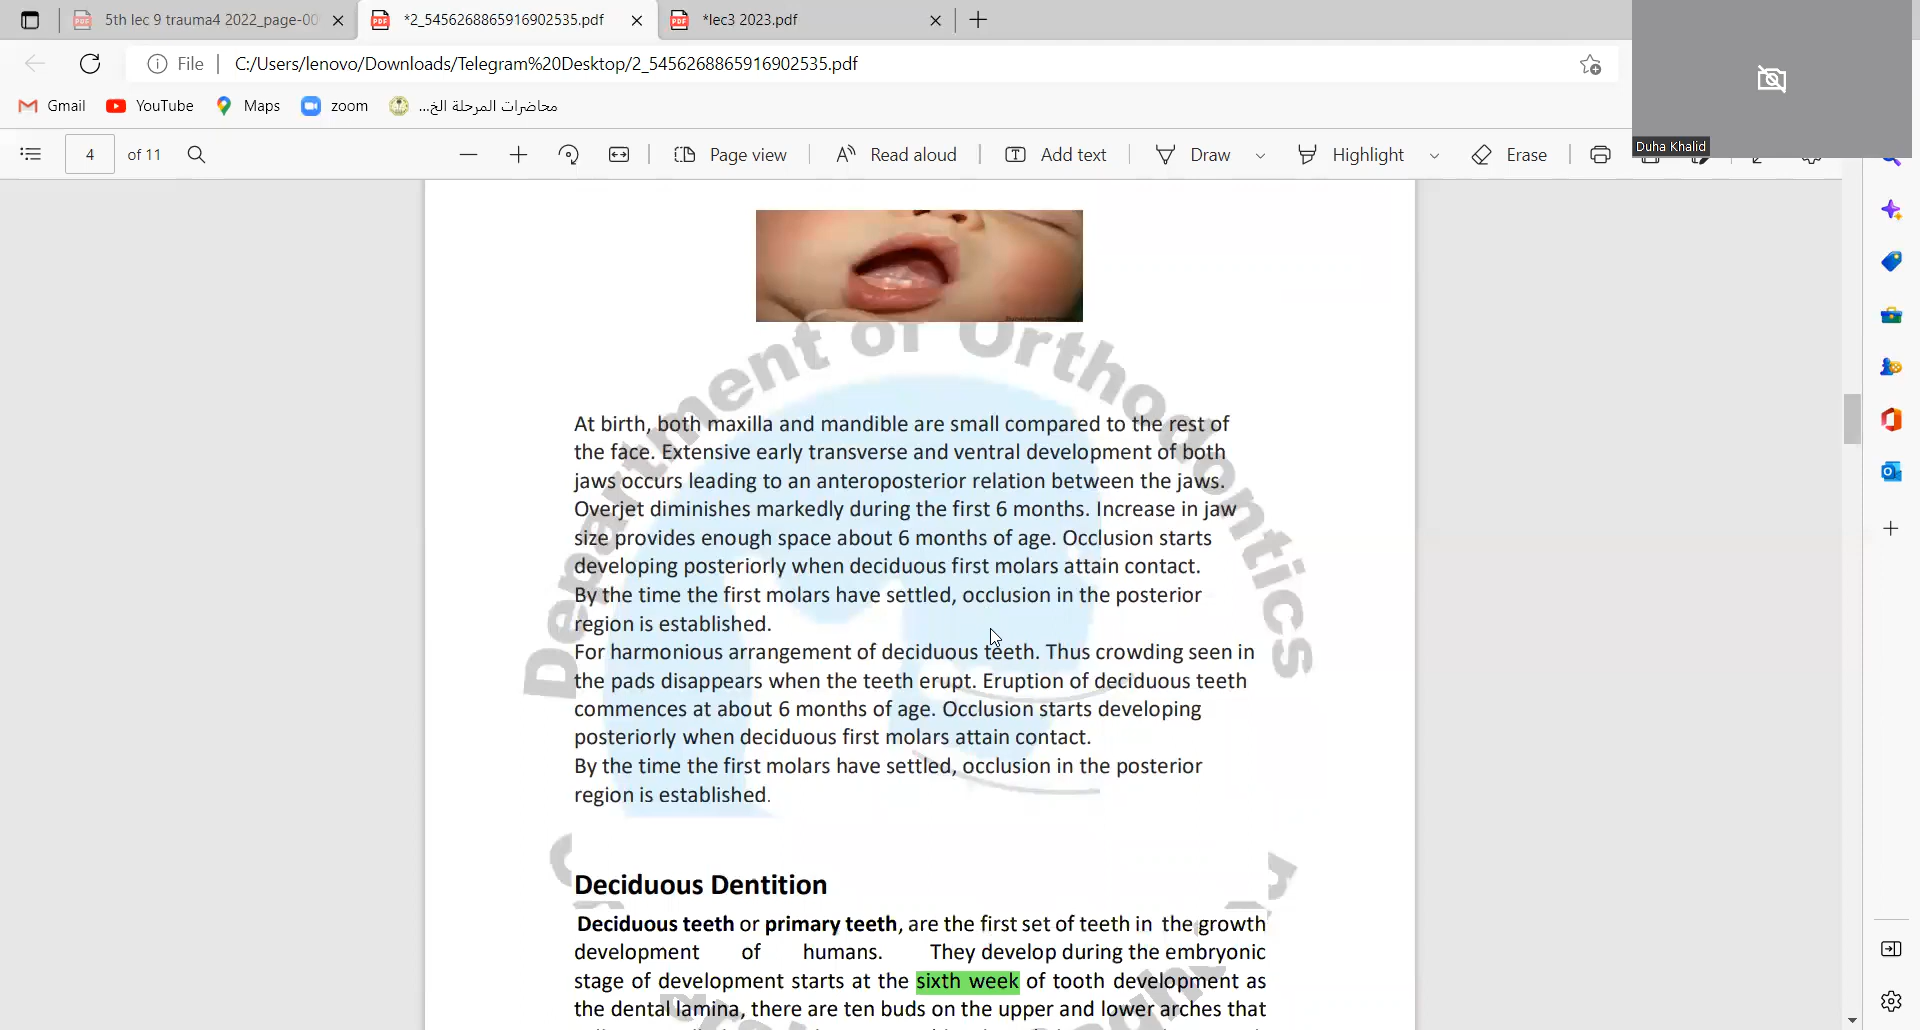 5th lec 9 trauma4 2022_page-00
*2_5456268865916902535.pdf
*lec3 2023.pdf
File
C:/Users/lenovo/Downloads/Telegram%20Desktop/2_5456268865916902535.pdf
Gmail
YouTube
Maps
zoom
محاضرات المرحلة الخ...
4
of 11
Page view
Read aloud
Add text
Draw
Highlight
Erase
Duha Khalid
Department of Orthodontics
At birth, both maxilla and mandible are small compared to the rest of
the face. Extensive early transverse and ventral development of both
jaws occurs leading to an anteroposterior relation between the jaws.
Overjet diminishes markedly during the first 6 months. Increase in jaw
size provides enough space about 6 months of age. Occlusion starts
developing posteriorly when deciduous first molars attain contact.
By the time the first molars have settled, occlusion in the posterior
region is established.
For harmonious arrangement of deciduous teeth. Thus crowding seen in
the pads disappears when the teeth erupt. Eruption of deciduous teeth
commences at about 6 months of age. Occlusion starts developing
posteriorly when deciduous first molars attain contact.
By the time the first molars have settled, occlusion in the posterior
region is established.
Deciduous Dentition
Deciduous teeth or primary teeth, are the first set of teeth in the growth
development of humans. They develop during the embryonic
stage of development starts at the sixth week of tooth development as
the dental lamina, there are ten buds on the upper and lower arches that